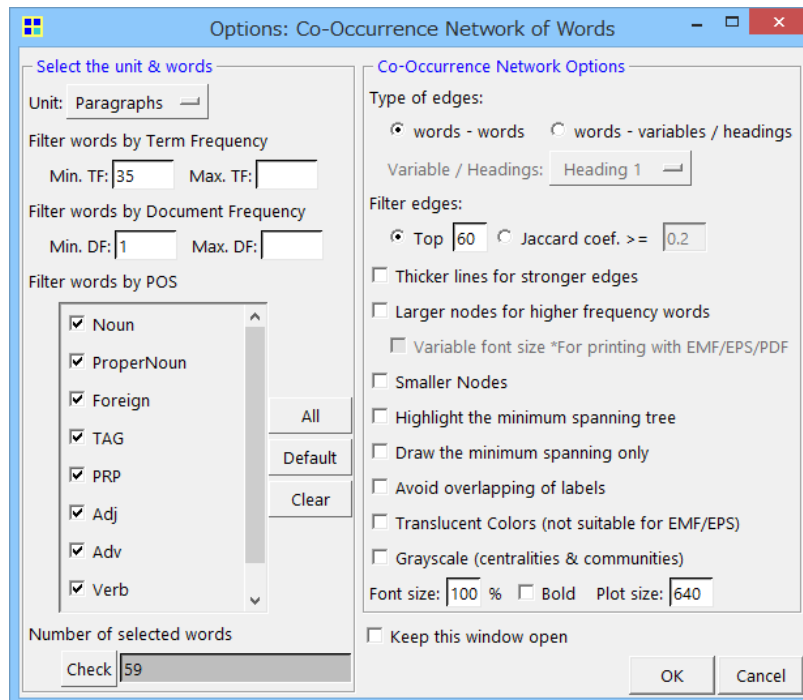 Options: Co-Occurrence Network of Words
Select the unit & words
Unit: Paragraphs
Filter words by Term Frequency
Min. TF: 35 Max. TF:
Filter words by Document Frequency
Min. DF: 1 Max. DF:
Filter words by POS
Noun
ProperNoun
Foreign
TAG
PRP
Adj
Adv
Verb
All
Default
Clear
Number of selected words
Check 59
Co-Occurrence Network Options
Type of edges:
words - words words - variables / headings
Variable / Headings: Heading 1
Filter edges:
Top 60 Jaccard coef. >= 0.2
Thicker lines for stronger edges
Larger nodes for higher frequency words
Variable font size *For printing with EMF/EPS/PDF
Smaller Nodes
Highlight the minimum spanning tree
Draw the minimum spanning only
Avoid overlapping of labels
Translucent Colors (not suitable for EMF/EPS)
Grayscale (centralities & communities)
Font size: 100 % Bold Plot size: 640
Keep this window open
OK Cancel